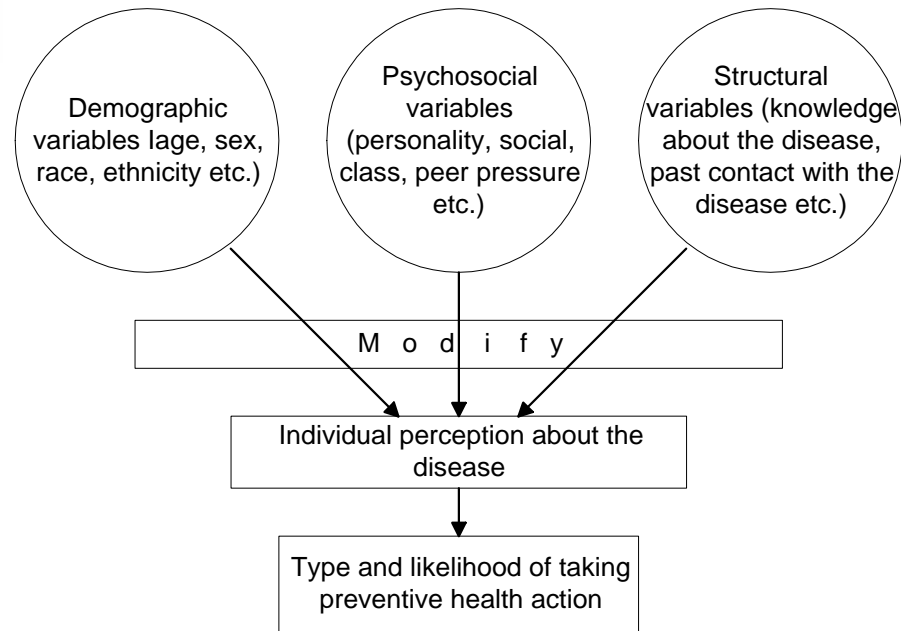 Demographic
variables lage, sex,
race, ethnicity etc.)
Psychosocial
variables
(personality, social,
class, peer pressure
etc.)
Structural
variables (knowledge
about the disease,
past contact with the
disease etc.)
M o d i f y
Individual perception about the
disease
Type and likelihood of taking
preventive health action